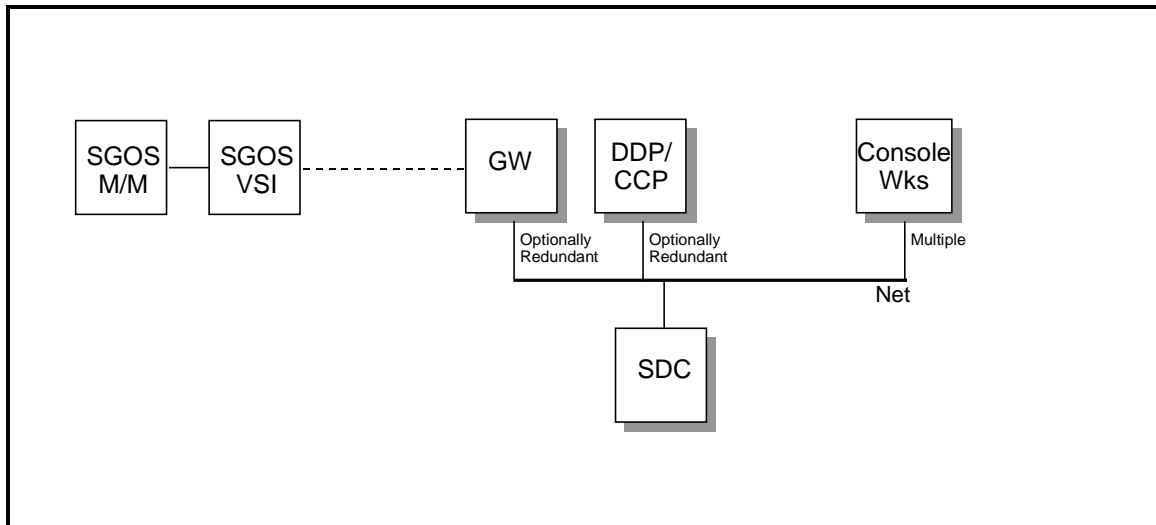 SGOS
M/M
SGOS
VSI
GW
DDP/
CCP
Console
Wks
Optionally
Redundant
Optionally
Redundant
Multiple
Net
SDC